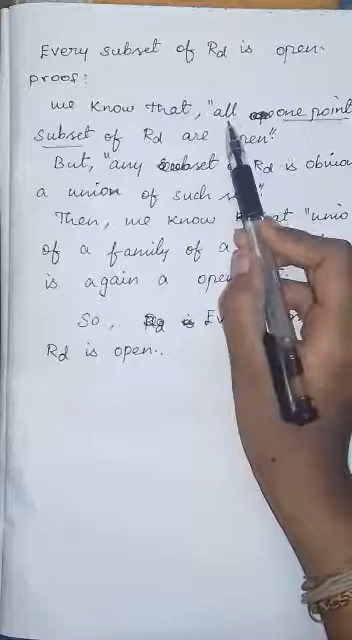 Every subset of Rd is open.
proof:
we know that, "all one point
subset of Rd are open".
But, "any subset Rd is
a union of such
Then, we know that "unio
of a family of a
is again a ope
So, Ev
Rd is open..